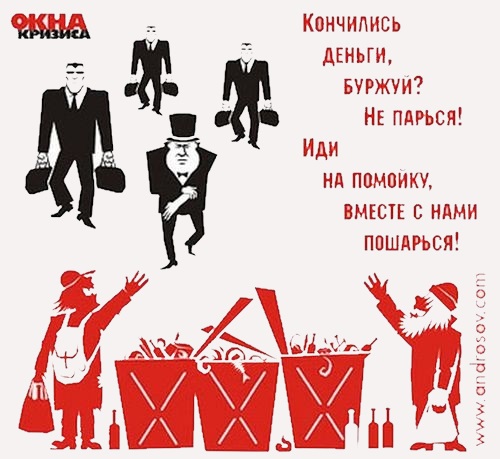 ОКНА
КРИЗИСА
Кончились
деньги,
буржуй?
Не парься!
Иди
на помойку,
вместе с нами
пошарься!
www.androsov.com